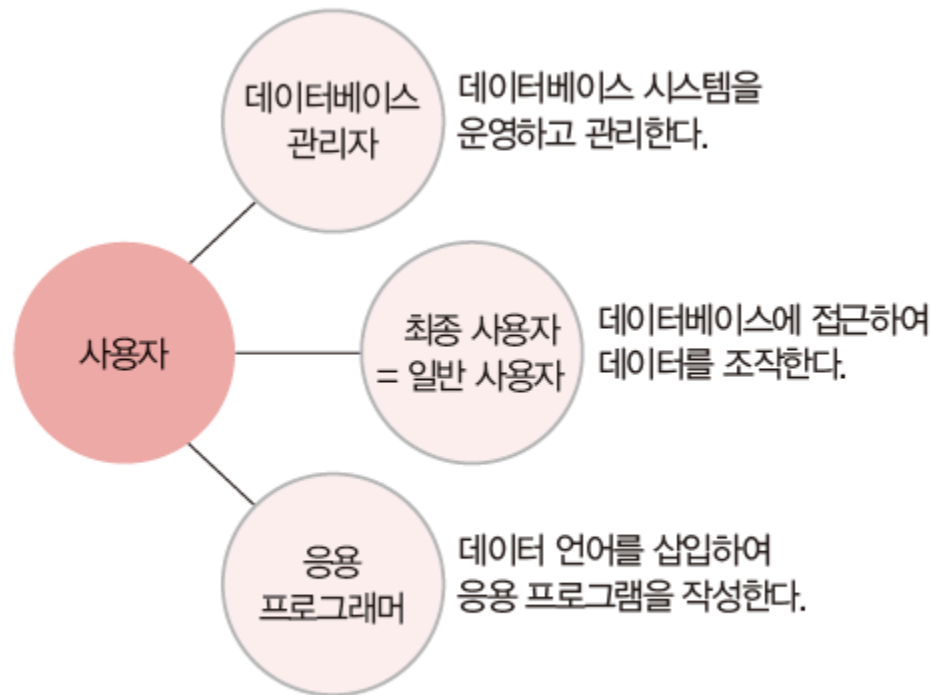 데이터베이스
관리자
데이터베이스 시스템을
운영하고 관리한다.
사용자
최종 사용자
= 일반 사용자
데이터베이스에 접근하여
데이터를 조작한다.
응용
프로그래머
데이터 언어를 삽입하여
응용 프로그램을 작성한다.